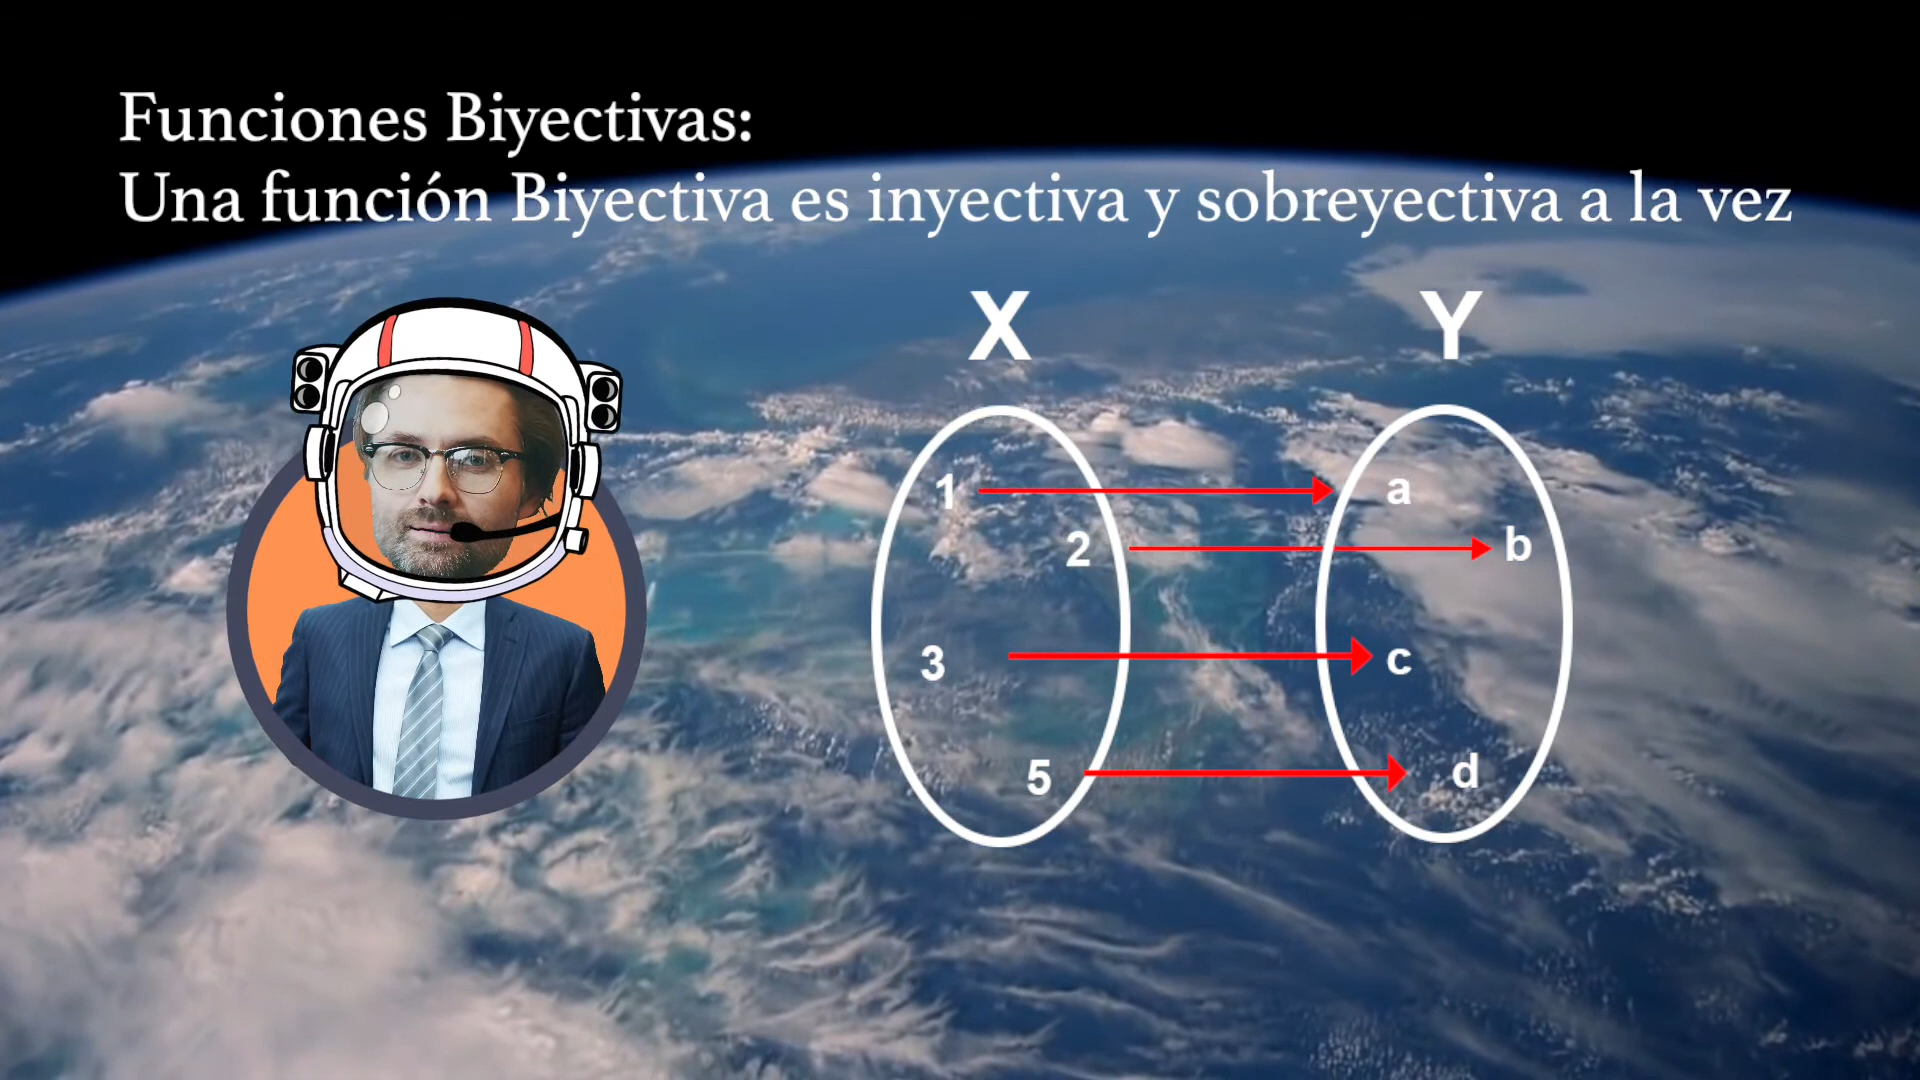 Funciones Biyectivas:
Una función Biyectiva es inyectiva y sobreyectiva a la vez
X Y
1 a
2 b
3 c
5 d